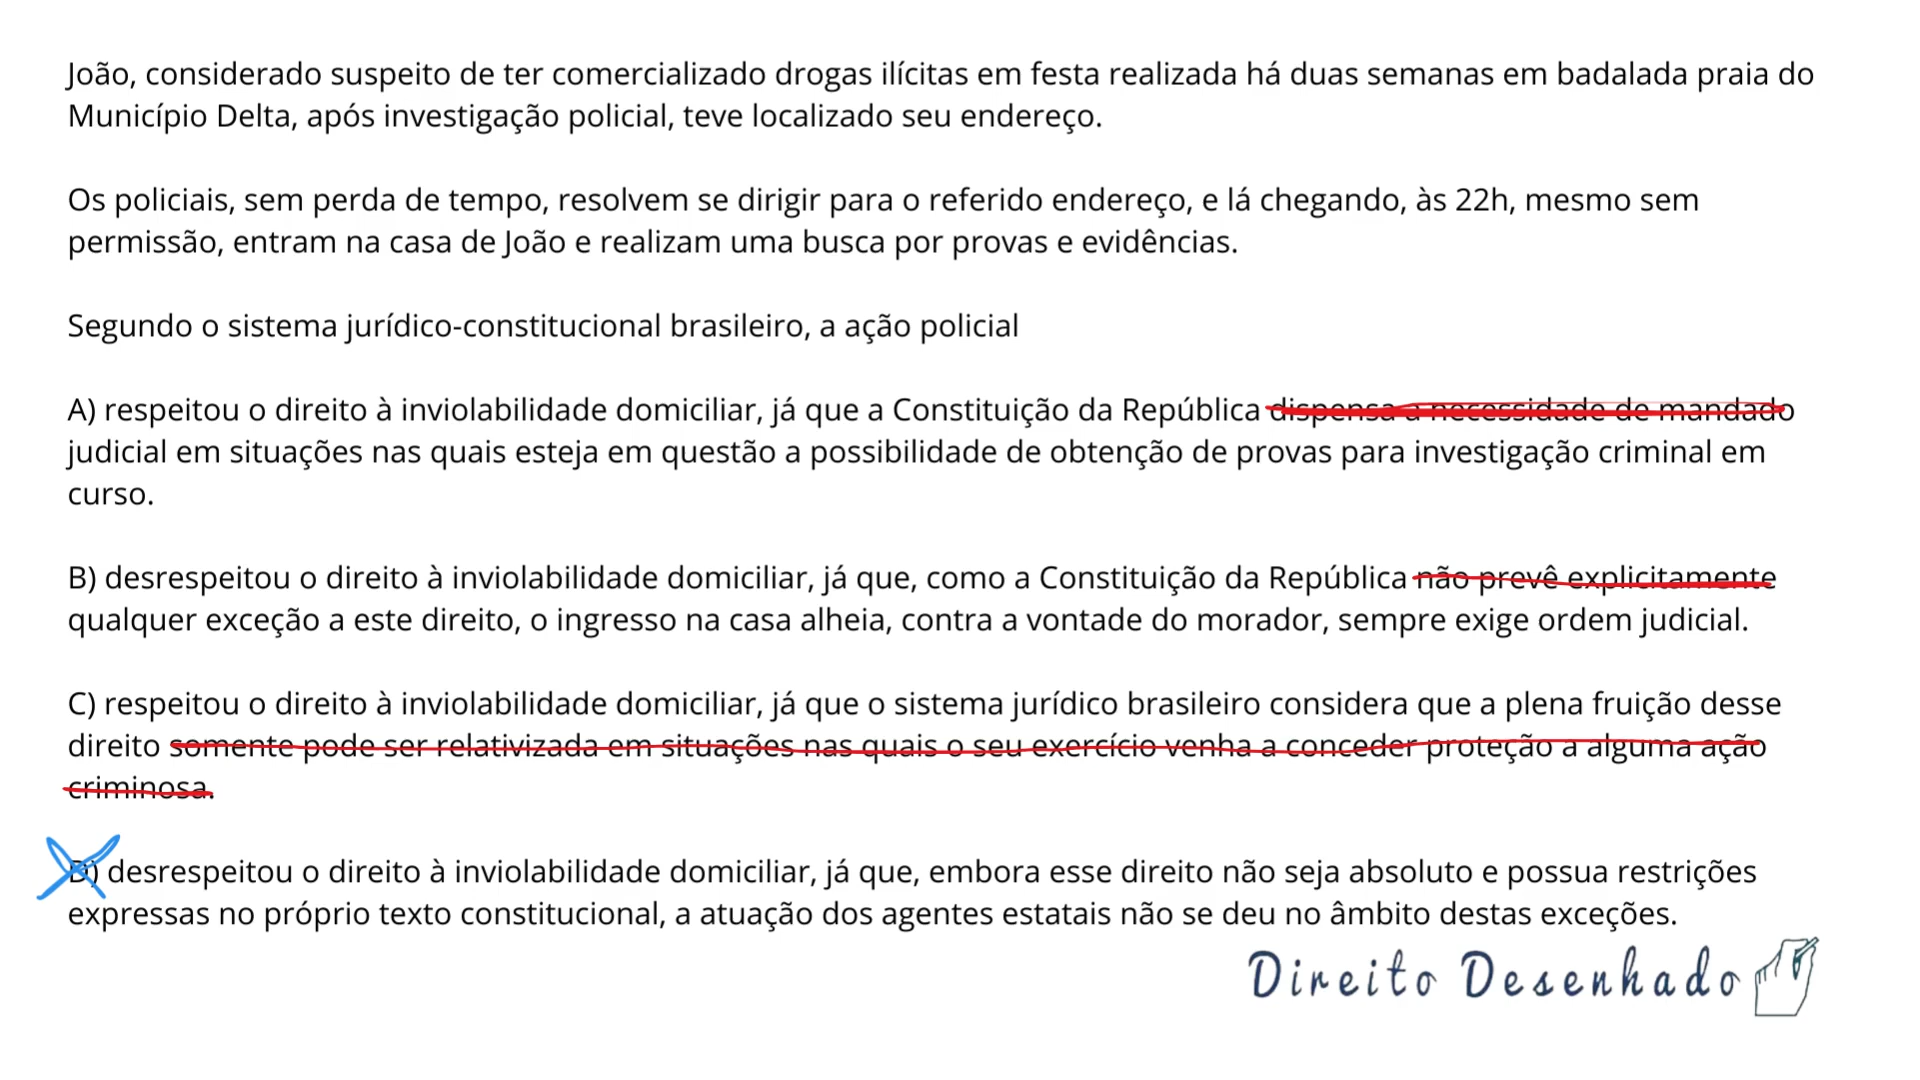 João, considerado suspeito de ter comercializado drogas ilícitas em festa realizada há duas semanas em badalada praia do
Município Delta, após investigação policial, teve localizado seu endereço.
Os policiais, sem perda de tempo, resolvem se dirigir para o referido endereço, e lá chegando, às 22h, mesmo sem
permissão, entram na casa de João e realizam uma busca por provas e evidências.
Segundo o sistema jurídico-constitucional brasileiro, a ação policial
A) respeitou o direito à inviolabilidade domiciliar, já que a Constituição da República dispensa a necessidade de mandado
judicial em situações nas quais esteja em questão a possibilidade de obtenção de provas para investigação criminal em
curso.
B) desrespeitou o direito à inviolabilidade domiciliar, já que, como a Constituição da República não prevê explicitamente
qualquer exceção a este direito, o ingresso na casa alheia, contra a vontade do morador, sempre exige ordem judicial.
C) respeitou o direito à inviolabilidade domiciliar, já que o sistema jurídico brasileiro considera que a plena fruição desse
direito somente pode ser relativizada em situações nas quais o seu exercício venha a conceder proteção a alguma ação
criminosa.
D) desrespeitou o direito à inviolabilidade domiciliar, já que, embora esse direito não seja absoluto e possua restrições
expressas no próprio texto constitucional, a atuação dos agentes estatais não se deu no âmbito destas exceções.
Direito Desenhado